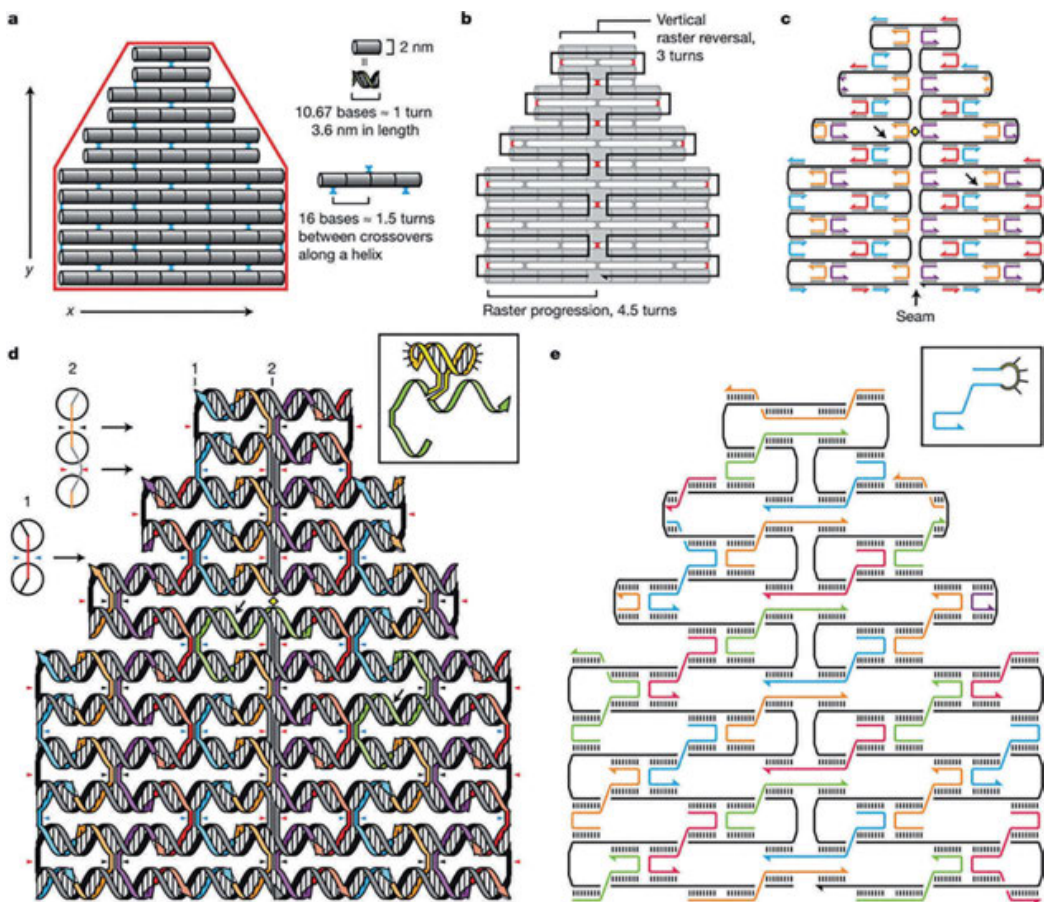 a
2 nm
=
10.67 bases ≈ 1 turn
3.6 nm in length
16 bases ≈ 1.5 turns
between crossovers
along a helix
y
x
b
Vertical
raster reversal,
3 turns
Raster progression, 4.5 turns
c
Seam
d
2
1
1
2
e